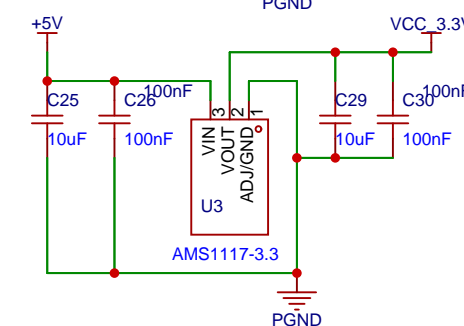 PGND
+5V
VCC_3.3V
100nF
100nF
C25
C26
3
2
1
C29
C30
10uF
100nF
VIN
VOUT
ADJ/GND
10uF
100nF
U3
AMS1117-3.3
PGND